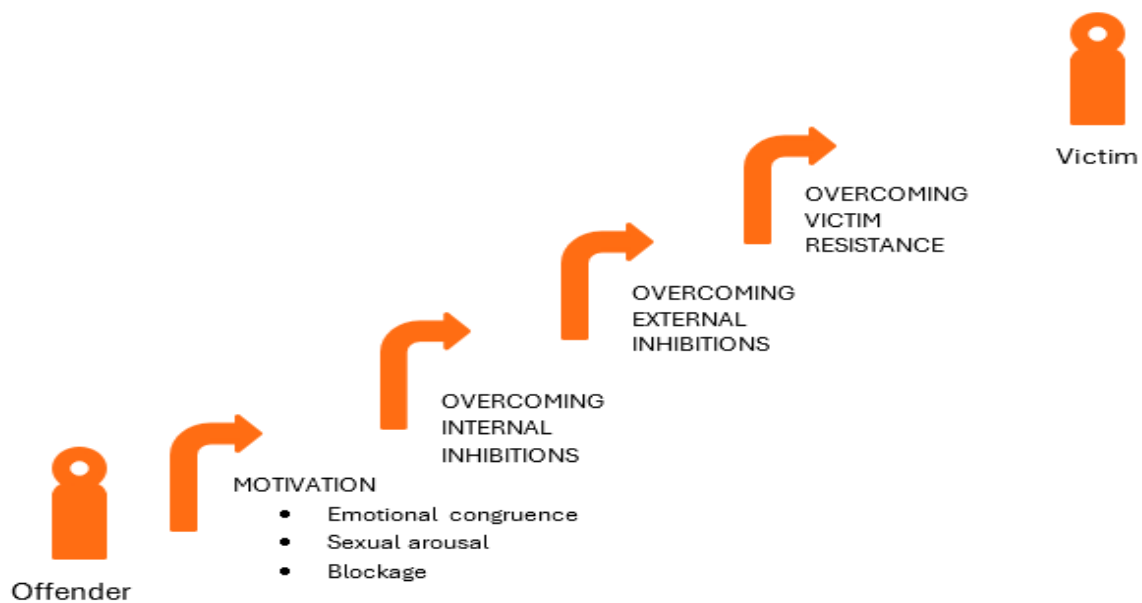 Victim
OVERCOMING
VICTIM
RESISTANCE
OVERCOMING
EXTERNAL
INHIBITIONS
OVERCOMING
INTERNAL
INHIBITIONS
MOTIVATION
• Emotional congruence
• Sexual arousal
• Blockage
Offender